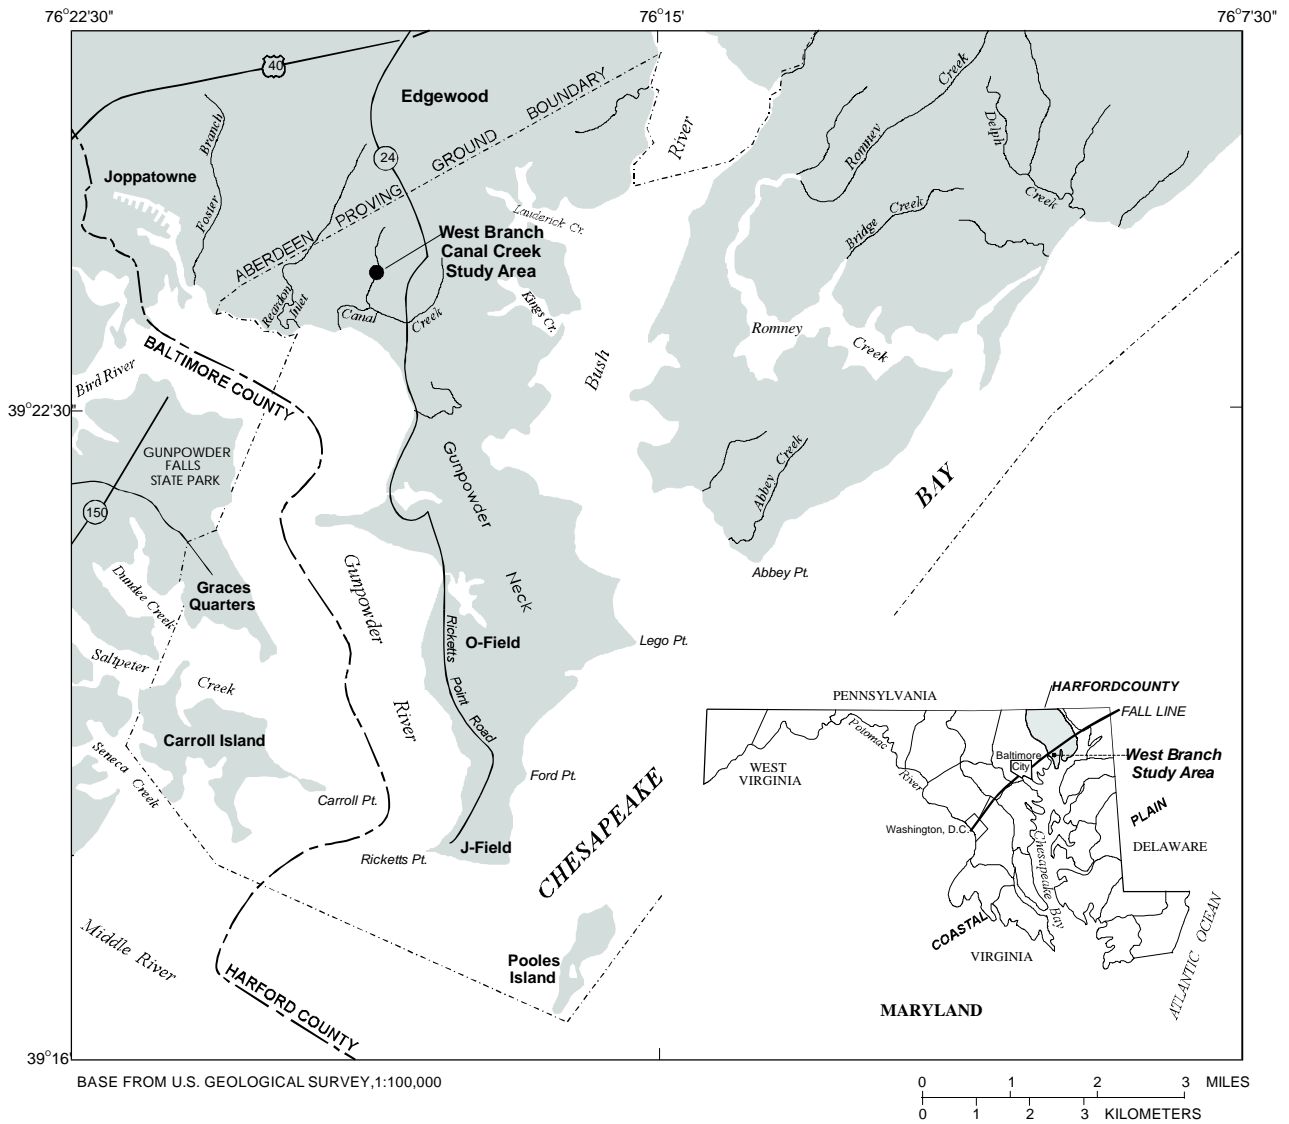 76°22'30"
76°15'
76°7'30"
40
Edgewood
ABERDEEN PROVING GROUND BOUNDARY
River
Creek
Romney
Delph
Creek
Branch
Foster
24
Joppatowne
Lauderick Cr.
West Branch
Canal Creek
Study Area
Bridge Creek
Reardon
Inlet
Canal
Creek
Kings Cr.
Romney
Creek
Bush
BALTIMORE COUNTY
Bird River
39°22'30"
GUNPOWDER
FALLS
STATE PARK
Gunpowder
Neck
Abbey Creek
BAY
150
Abbey Pt.
Gunpowder
River
Graces
Quarters
Dundee Creek
Ricketts Point Road
O-Field
Lego Pt.
Saltpeter
Creek
Carroll Island
Seneca Creek
Carroll Pt.
Ford Pt.
CHESAPEAKE
J-Field
Ricketts Pt.
Middle River
Pooles
Island
HARFORD COUNTY
39°16
PENNSYLVANIA
HARFORDCOUNTY
FALL LINE
Potomac
River
WEST
VIRGINIA
Baltimore
City
West Branch
Study Area
Washington, D.C.
PLAIN
DELAWARE
Chesapeake Bay
COASTAL
VIRGINIA
ATLANTIC OCEAN
MARYLAND
BASE FROM U.S. GEOLOGICAL SURVEY,1:100,000
0 1 2 3 MILES
0 1 2 3 KILOMETERS